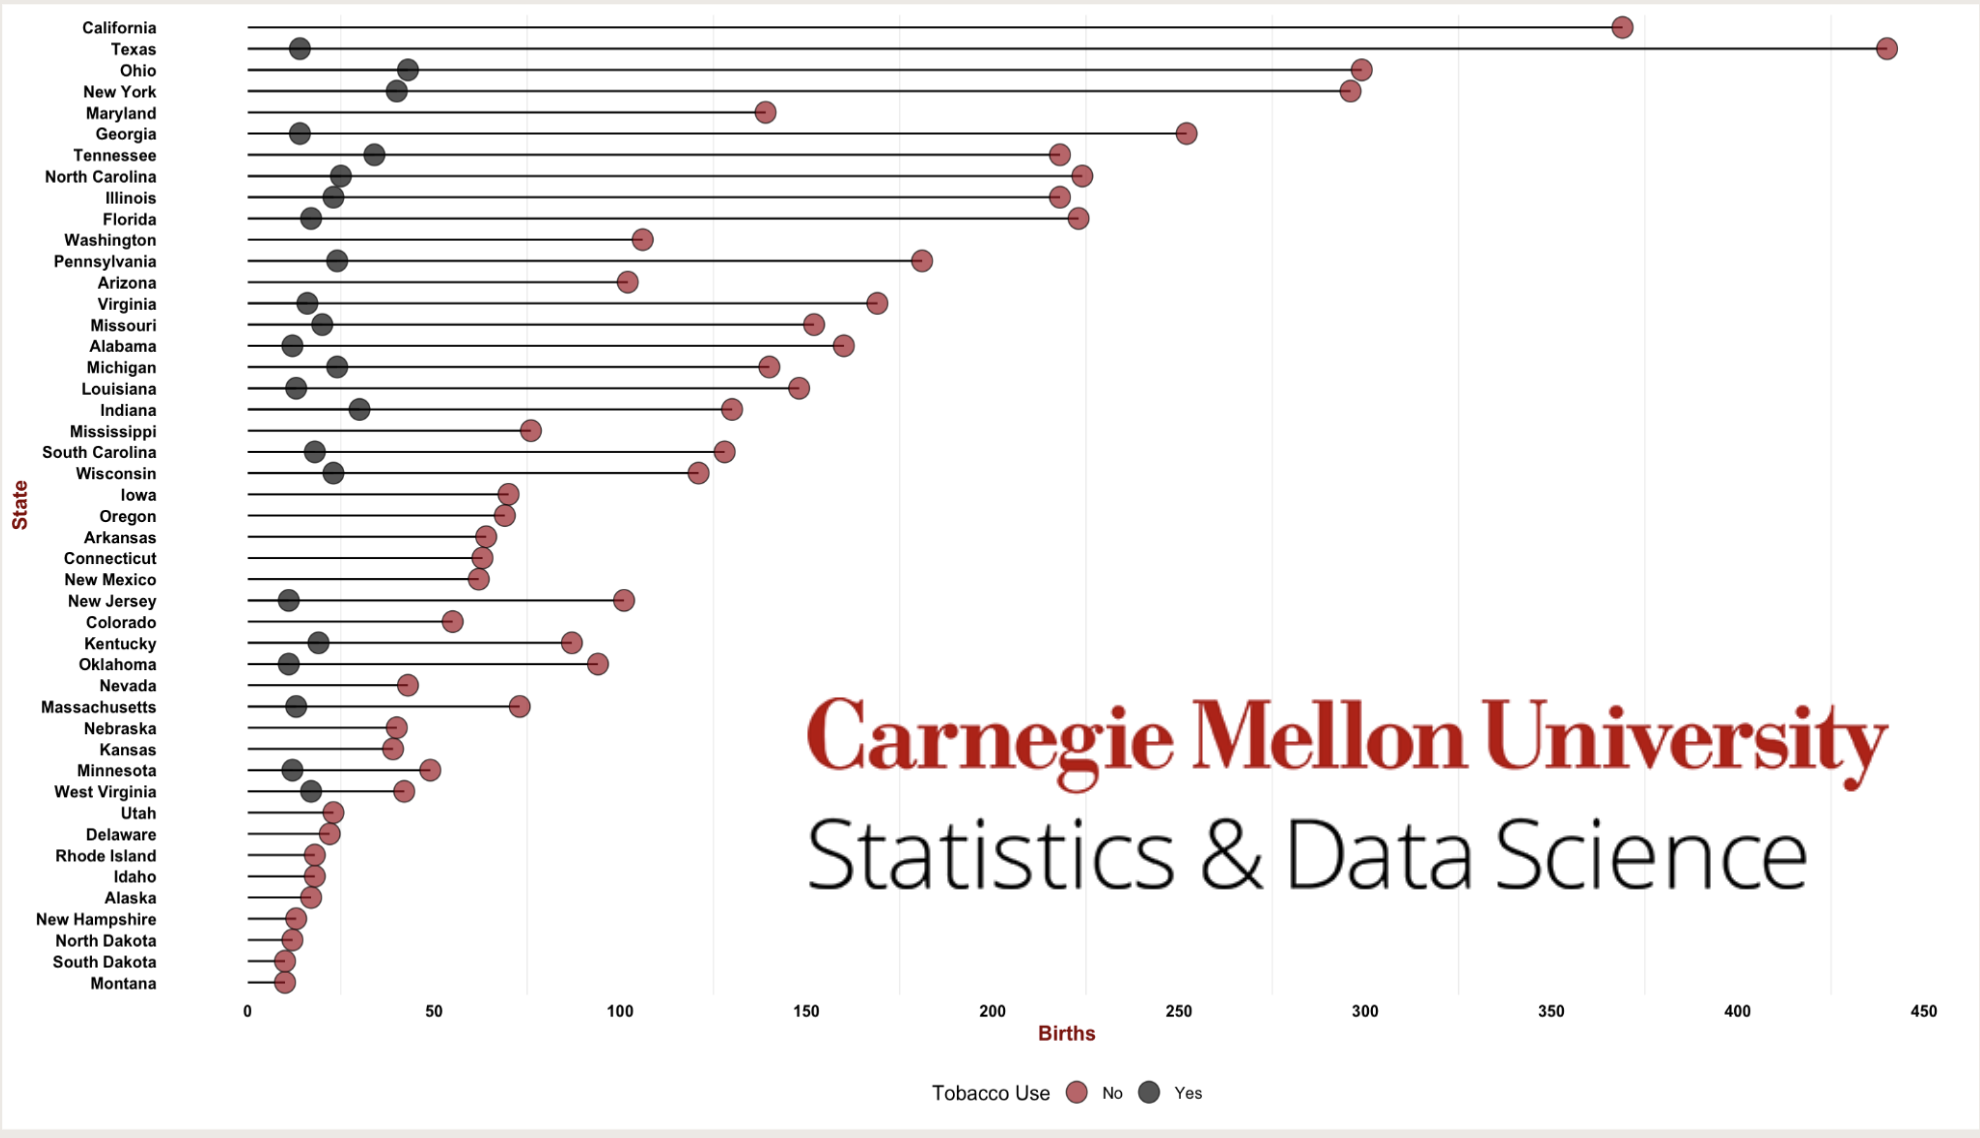 California
Texas
Ohio
New York
Maryland
Georgia
Tennessee
North Carolina
Illinois
Florida
Washington
Pennsylvania
Arizona
Virginia
Missouri
Alabama
Michigan
Louisiana
Indiana
Mississippi
South Carolina
Wisconsin
Iowa
Oregon
Arkansas
Connecticut
New Mexico
New Jersey
Colorado
Kentucky
Oklahoma
Nevada
Massachusetts
Nebraska
Kansas
Minnesota
West Virginia
Utah
Delaware
Rhode Island
Idaho
Alaska
New Hampshire
North Dakota
South Dakota
Montana
State
Carnegie Mellon University
Statistics & Data Science
0 50 100 150 200 250 300 350 400 450
Births
Tobacco Use No Yes